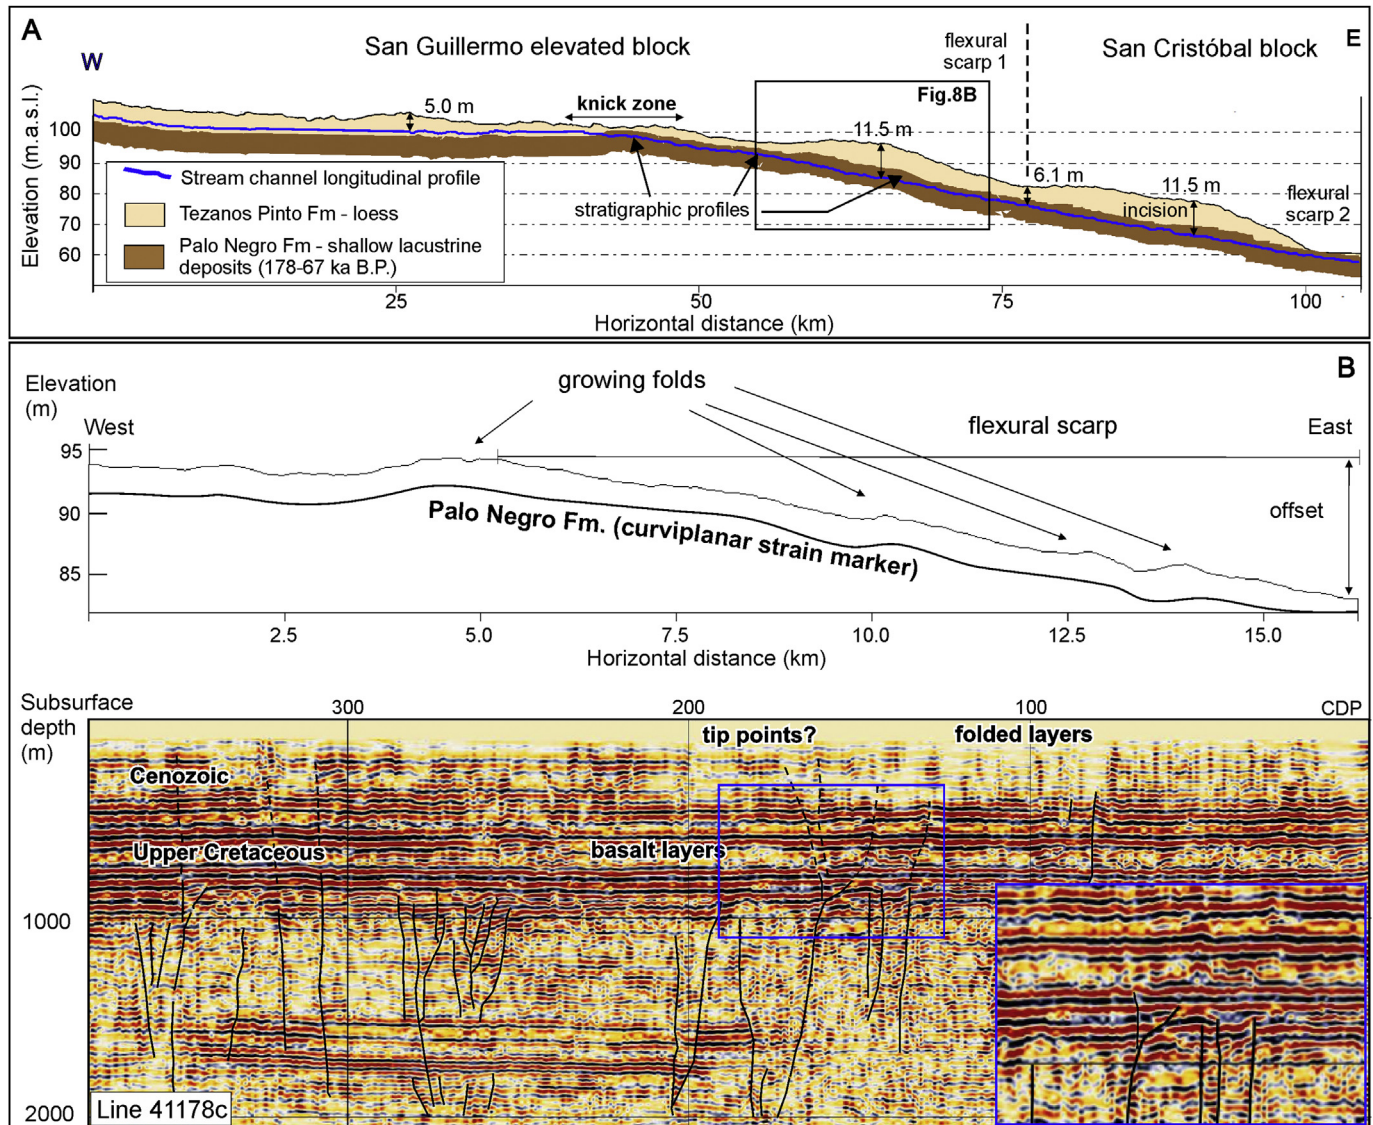 A
San Guillermo elevated block
flexural
scarp 1
San Cristóbal block
E
W
Elevation (m.a.s.l.)
5.0 m
knick zone
Fig.8B
100
11.5 m
90
Stream channel longitudinal profile
6.1 m
11.5 m
80
flexural
scarp 2
Tezanos Pinto Fm - loess
stratigraphic profiles
incision
70
Palo Negro Fm - shallow lacustrine
deposits (178-67 ka B.P.)
60
25
50
75
100
Horizontal distance (km)
B
Elevation
(m)
growing folds
West
flexural scarp
East
95
90
Palo Negro Fm. (curviplanar strain marker)
offset
85
2.5
5.0
7.5
10.0
12.5
15.0
Horizontal distance (km)
Subsurface
depth
(m)
300
200
100
CDP
tip points?
folded layers
Cenozoic
Upper Cretaceous
basalt layers
1000
Line 41178c
2000